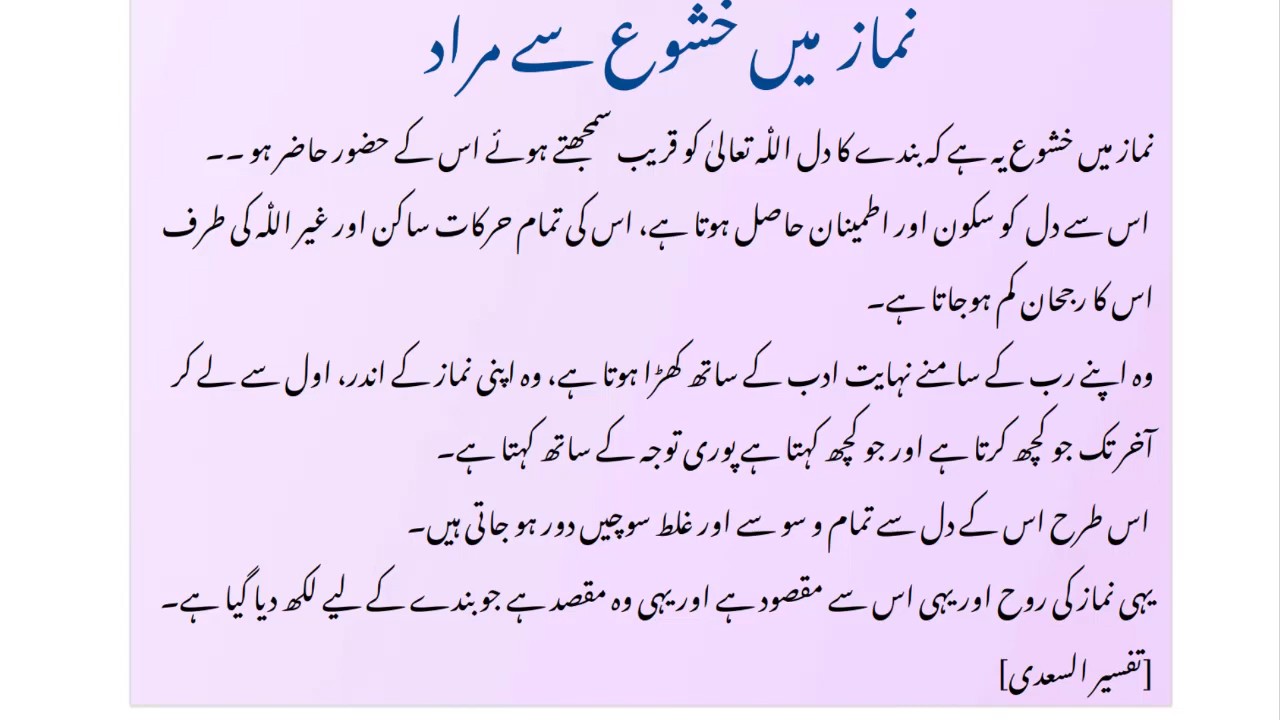 نماز میں خشوع سے مراد
نماز میں خشوع یہ ہے کہ بندے کا دل اللہ تعالیٰ کو قریب سمجھتے ہوئے اس کے حضور حاضر ہو ۔۔
اس سے دل کو سکون اور اطمینان حاصل ہوتا ہے، اس کی تمام حرکات ساکن اور غیر اللہ کی طرف
اس کا رجحان کم ہوجاتا ہے۔
وہ اپنے رب کے سامنے نہایت ادب کے ساتھ کھڑا ہوتا ہے، وہ اپنی نماز کے اندر، اول سے لے کر
آخر تک جو کچھ کرتا ہے اور جو کچھ کہتا ہے پوری توجہ کے ساتھ کہتا ہے۔
اس طرح اس کے دل سے تمام و سو سے اور غلط سوچیں دور ہو جاتی ہیں۔
یہی نماز کی روح اور یہی اس سے مقصود ہے اور یہی وہ مقصد ہے جو بندے کے لیے لکھ دیا گیا ہے۔
[تفسیر السعدی]